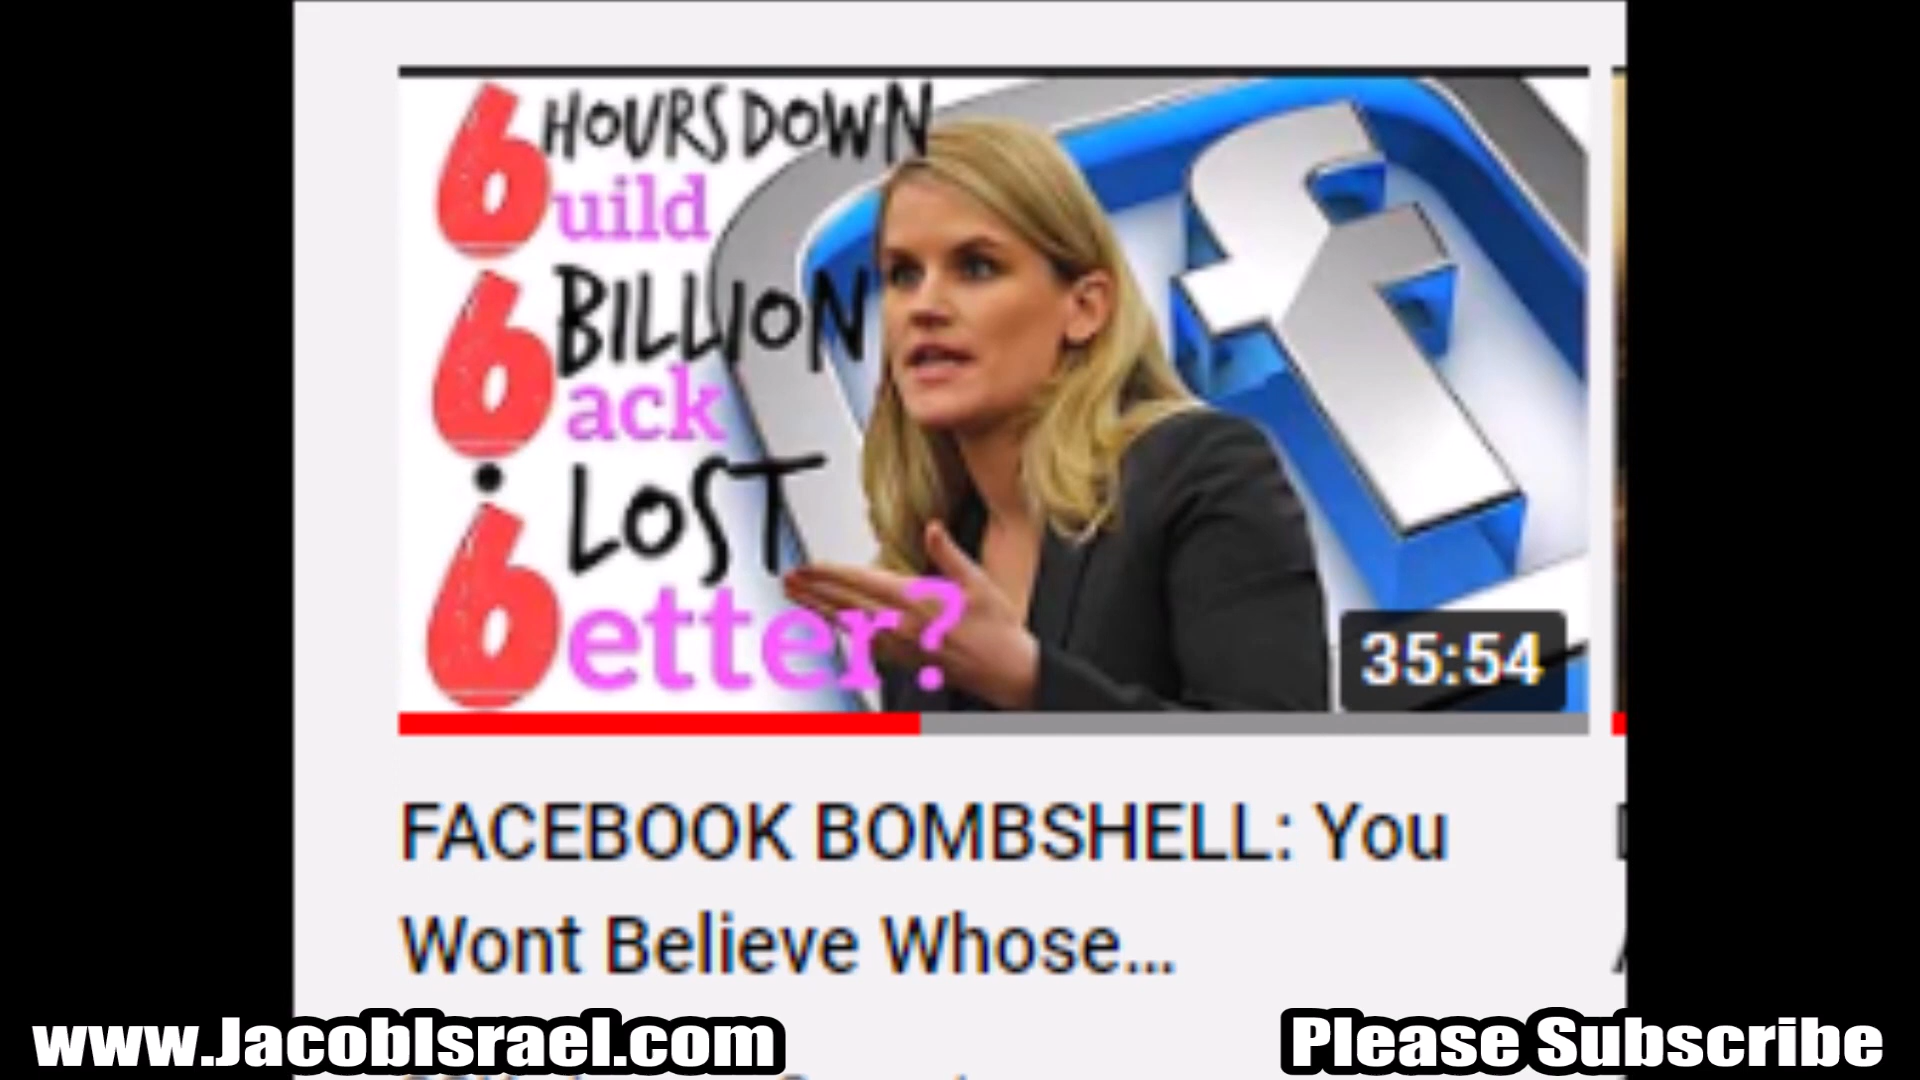 6 HOURS DOWN
6uild
6 BILLION
6ack
. LOST
6etter?
35:54
FACEBOOK BOMBSHELL: You
Wont Believe Whose...
www.JacobIsrael.com
Please Subscribe